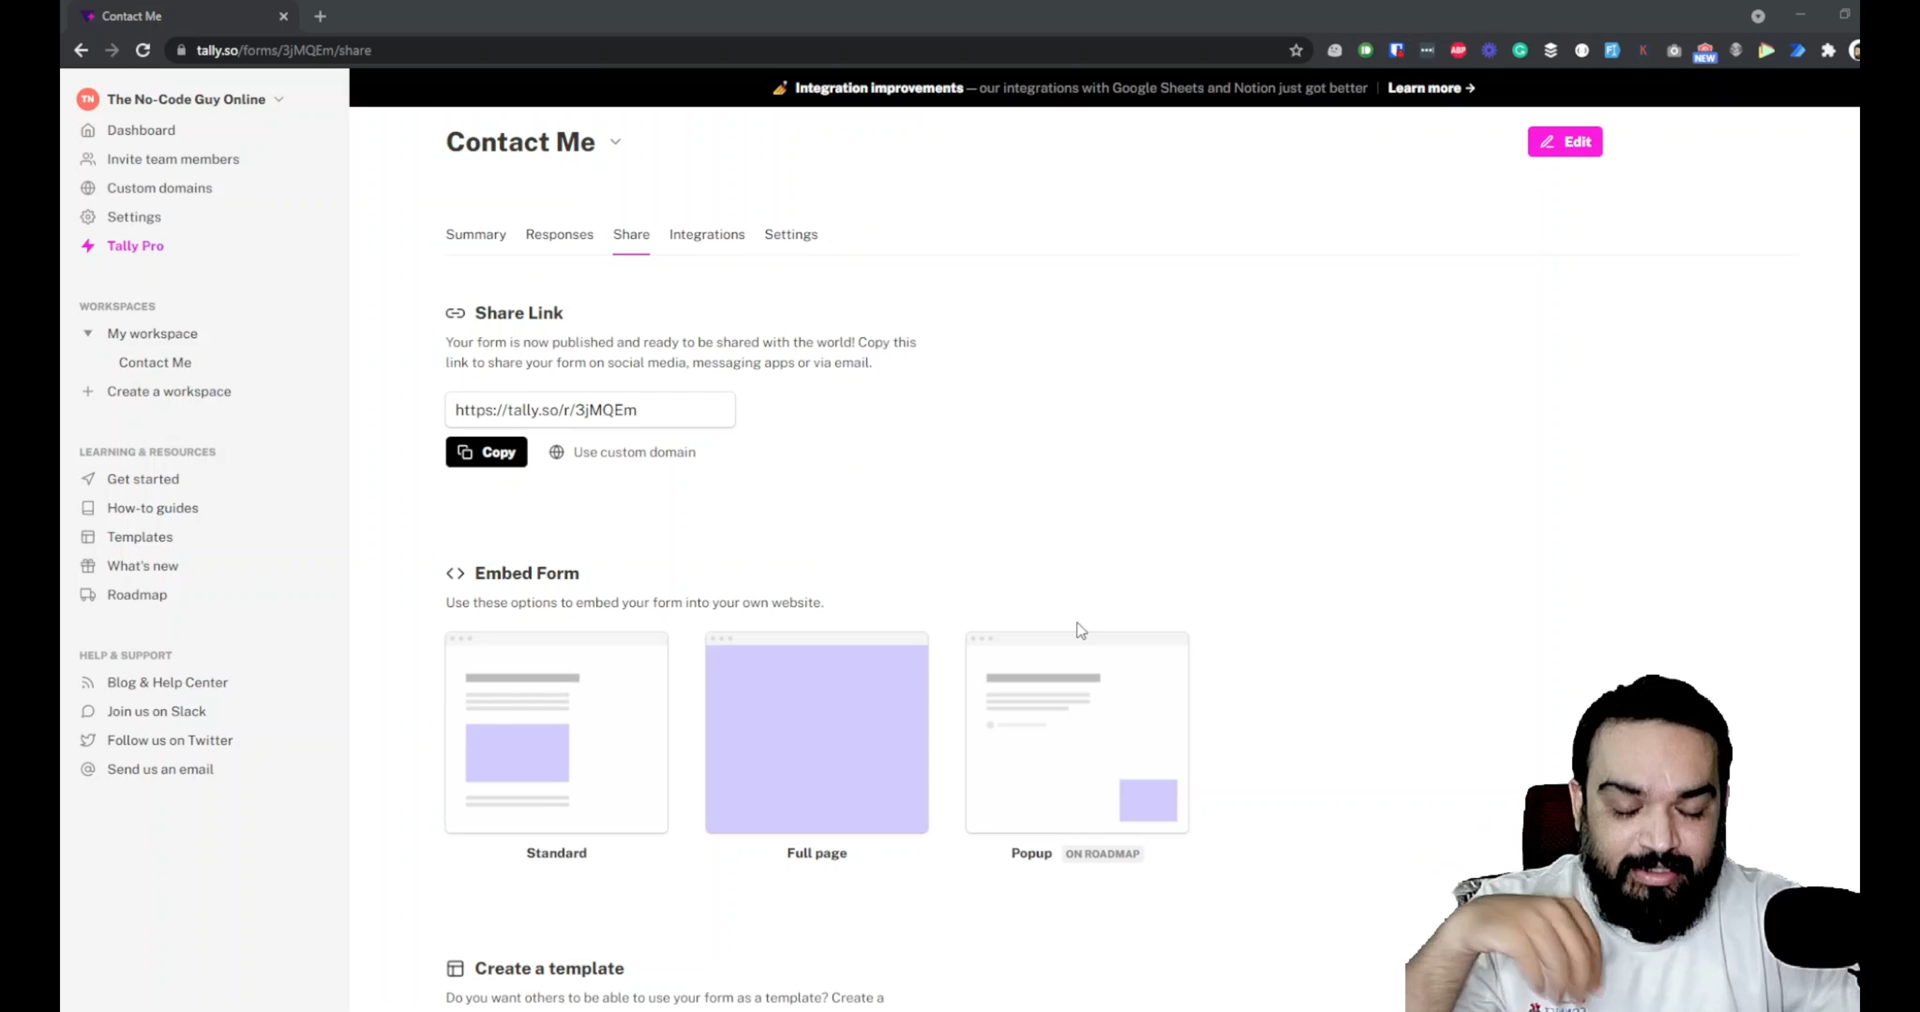 Contact Me
tally.so/forms/3jMQEm/share
ABP
NEW
TN
The No-Code Guy Online
Dashboard
Invite team members
Custom domains
Settings
Tally Pro
WORKSPACES
My workspace
Contact Me
Create a workspace
LEARNING & RESOURCES
Get started
How-to guides
Templates
What's new
Roadmap
HELP & SUPPORT
Blog & Help Center
Join us on Slack
Follow us on Twitter
Send us an email
Integration improvements — our integrations with Google Sheets and Notion just got better | Learn more →
Contact Me
Edit
Summary Responses Share Integrations Settings
Share Link
Your form is now published and ready to be shared with the world! Copy this
link to share your form on social media, messaging apps or via email.
https://tally.so/r/3jMQEm
Copy
Use custom domain
Embed Form
Use these options to embed your form into your own website.
Standard
Full page
Popup ON ROADMAP
Create a template
Do you want others to be able to use your form as a template? Create a